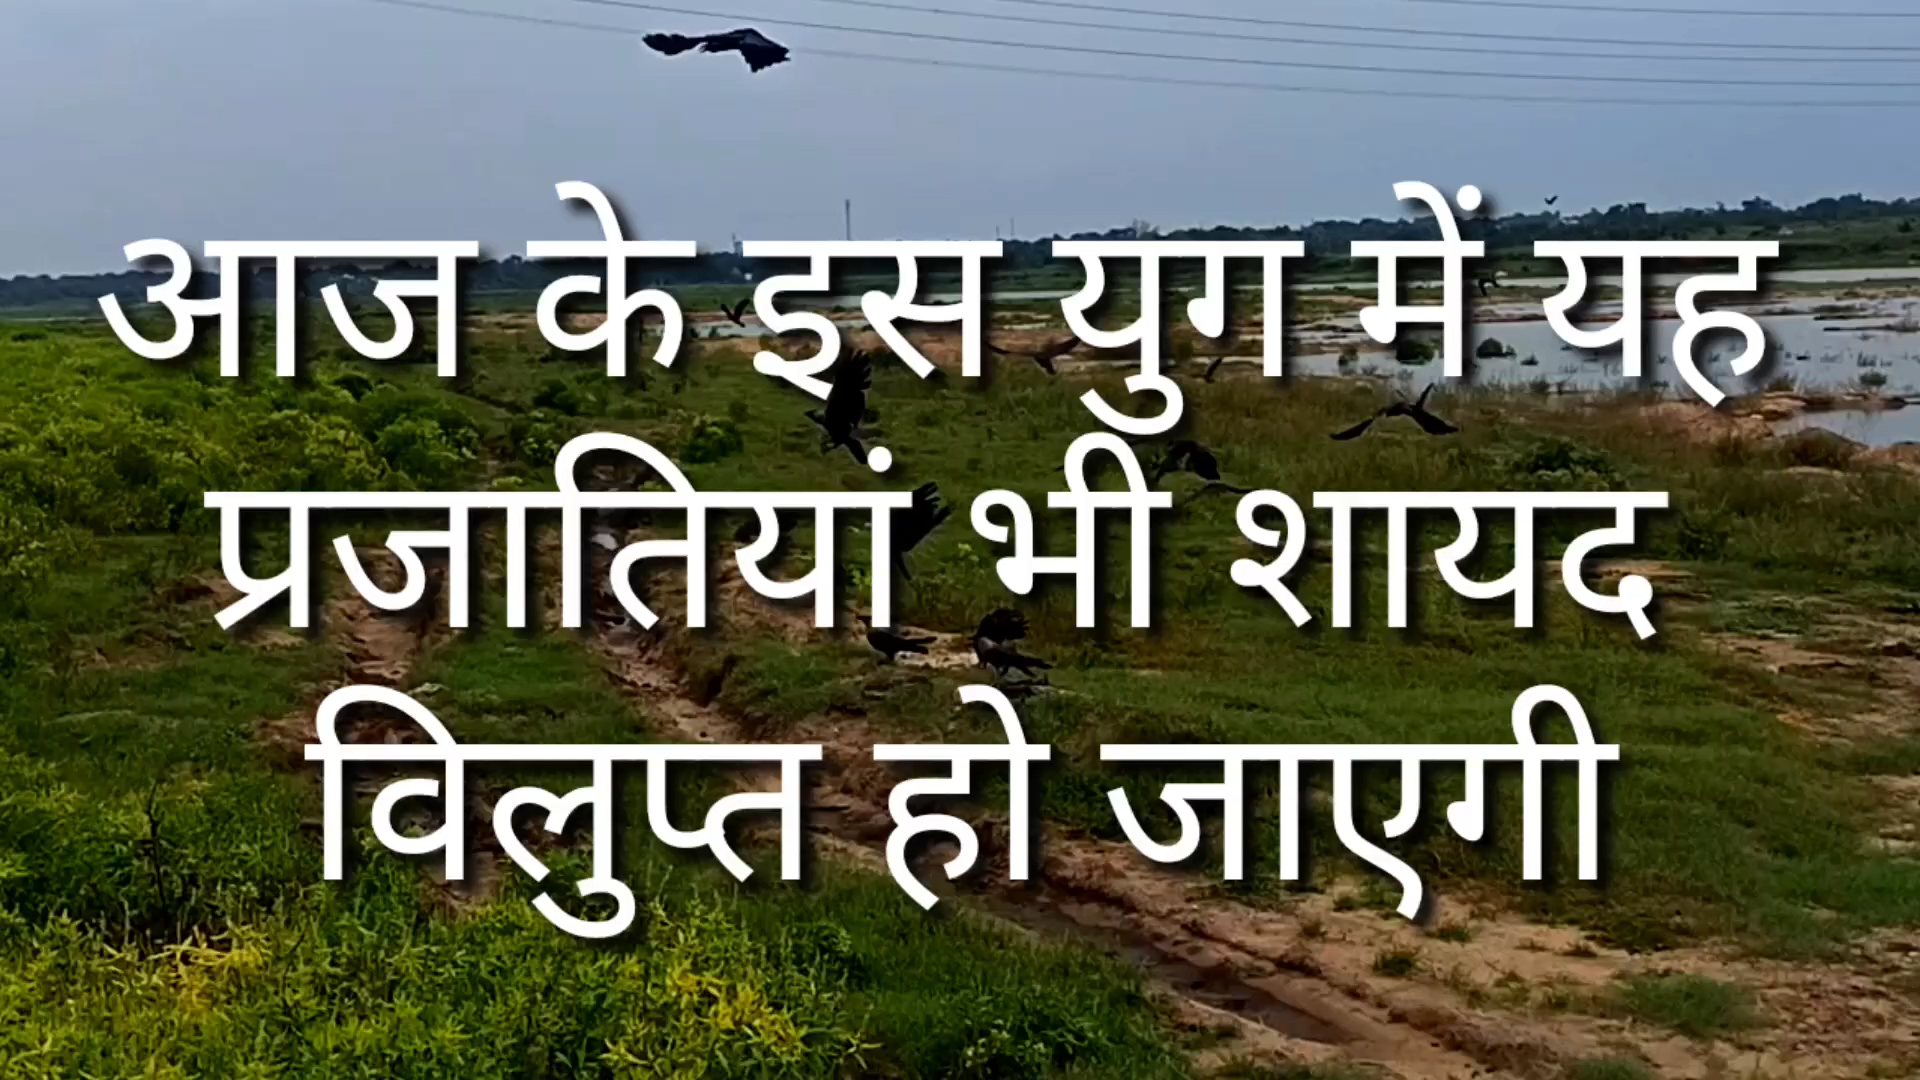 आज के इस युग में यह
प्रजातियां भी शायद
विलुप्त हो जाएगी